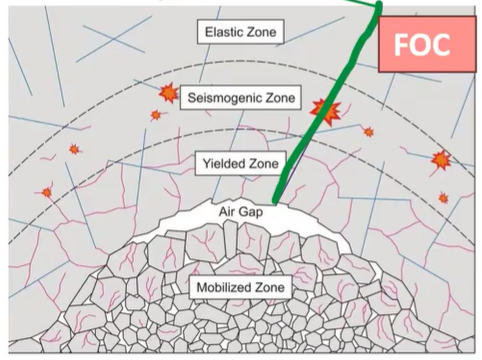 Elastic Zone
FOC
Seismogenic Zone
Yielded Zone
Air Gap
Mobilized Zone